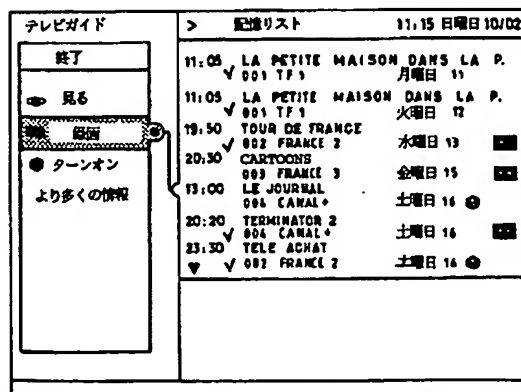 テレビガイド
> 記憶リスト 11:15 日曜日 10/02
終了
見る
録画
ターンオン
より多くの情報
11:05 LA PETITE MAISON DANS LA P.
✓ 001 TF1 月曜日 11
11:05 LA PETITE MAISON DANS LA P.
✓ 001 TF1 火曜日 12
19:50 TOUR DE FRANCE
✓ 002 FRANCE 2 水曜日 13
20:30 CARTOONS
003 FRANCE 3 金曜日 15
13:00 LE JOURNAL
004 CANAL+ 土曜日 16
20:20 TERMINATOR 2
✓ 004 CANAL+ 土曜日 16
23:30 TELE ACHAT
▼ ✓ 002 FRANCE 2 土曜日 16